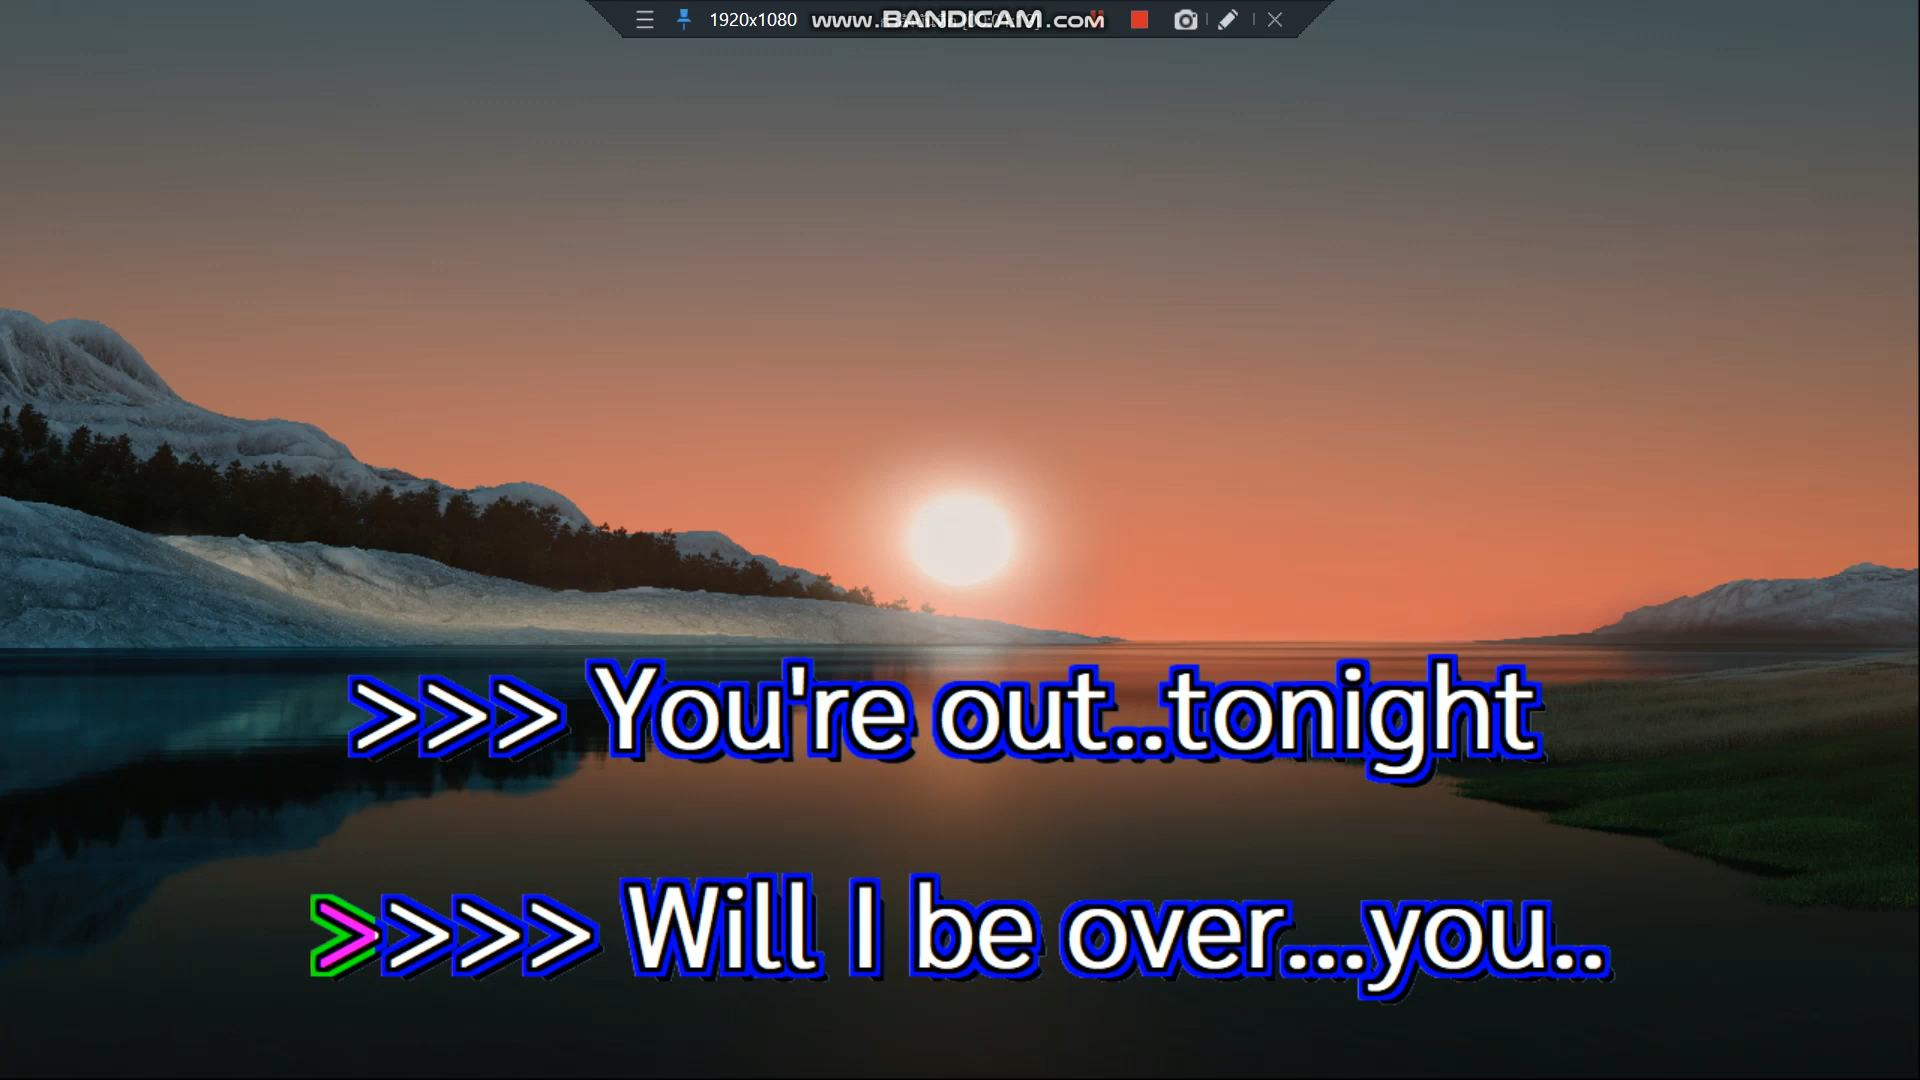 1920x1080 www.BANDICAM.com
>>> You're out..tonight
>>>> Will I be over...you..